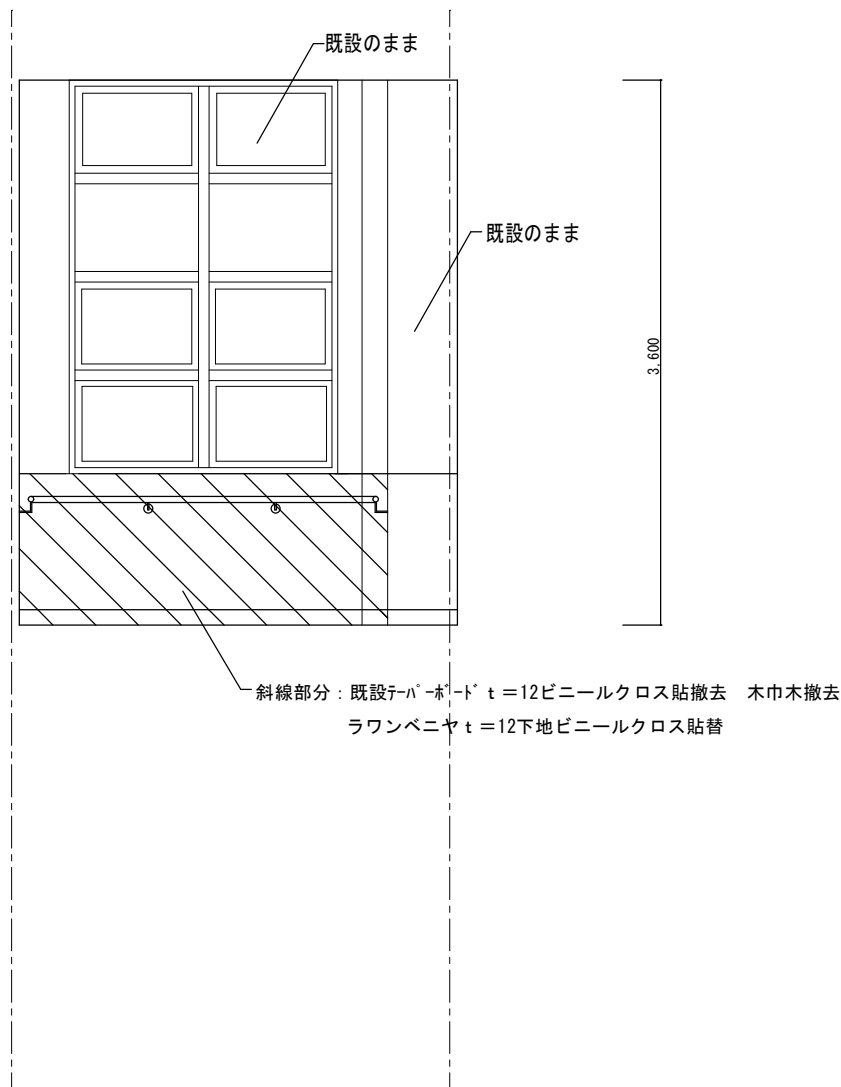 既設のまま
既設のまま
3,600
斜線部分：既設ﾃｰﾊﾟｰﾎﾞｰﾄﾞｔ＝12ビニールクロス貼撤去　木巾木撤去
ラワンベニヤｔ＝12下地ビニールクロス貼替